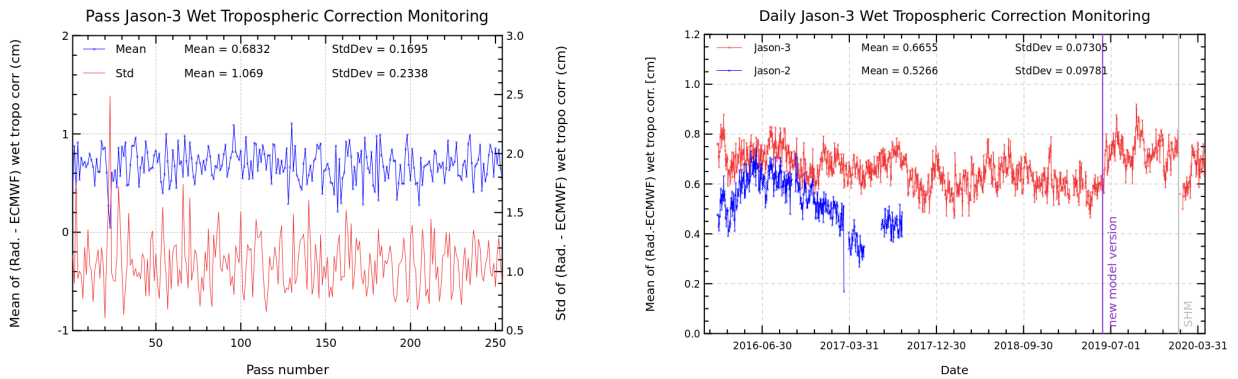 Pass Jason-3 Wet Tropospheric Correction Monitoring
Mean of (Rad. - ECMWF) wet tropo corr (cm)
2
1
0
-1
Mean Mean = 0.6832 StdDev = 0.1695
Std Mean = 1.069 StdDev = 0.2338
3.0
2.5
2.0
1.5
1.0
0.5
Std of (Rad. - ECMWF) wet tropo corr (cm)
50 100 150 200 250
Pass number
Daily Jason-3 Wet Tropospheric Correction Monitoring
Mean of (Rad.-ECMWF) wet tropo corr. [cm]
1.2
1.0
0.8
0.6
0.4
0.2
0.0
Jason-3 Mean = 0.6655 StdDev = 0.07305
Jason-2 Mean = 0.5266 StdDev = 0.09781
new model version
SHM
2016-06-30 2017-03-31 2017-12-30 2018-09-30 2019-07-01 2020-03-31
Date